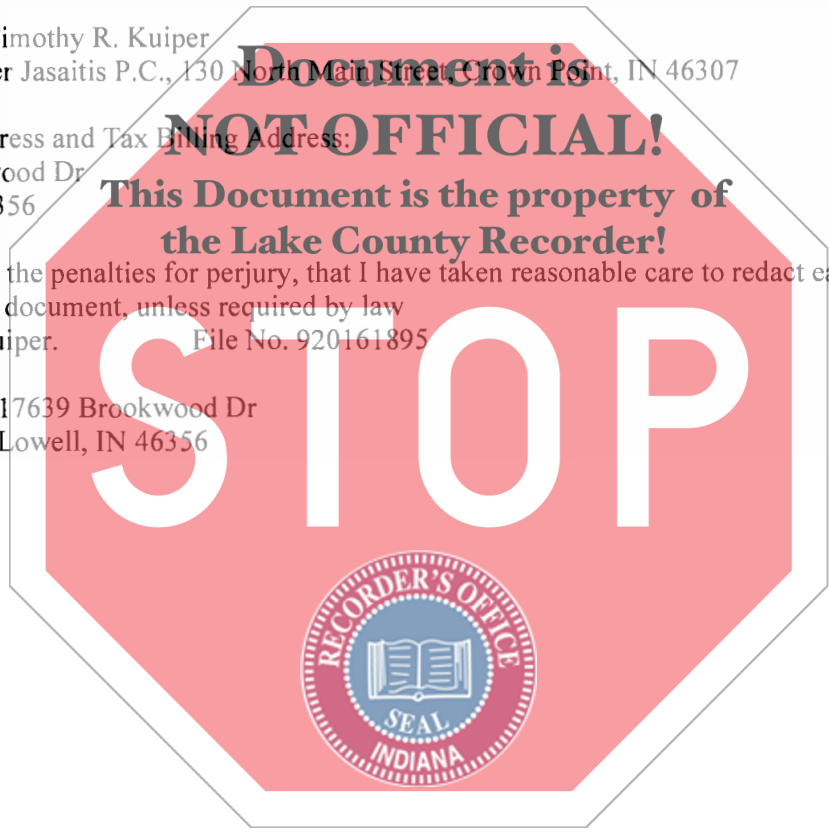 imothy R. Kuiper
er Jasaitis P.C., 130 North Main Street, Crown Point, IN 46307
Document is
ress and Tax Billing Address:
NOT OFFICIAL!
ood Dr
356
This Document is the property of
the Lake County Recorder!
the penalties for perjury, that I have taken reasonable care to redact ea
document, unless required by law
uiper. File No. 920161895
17639 Brookwood Dr
Lowell, IN 46356
STOP
RECORDER'S OFFICE
SEAL
INDIANA